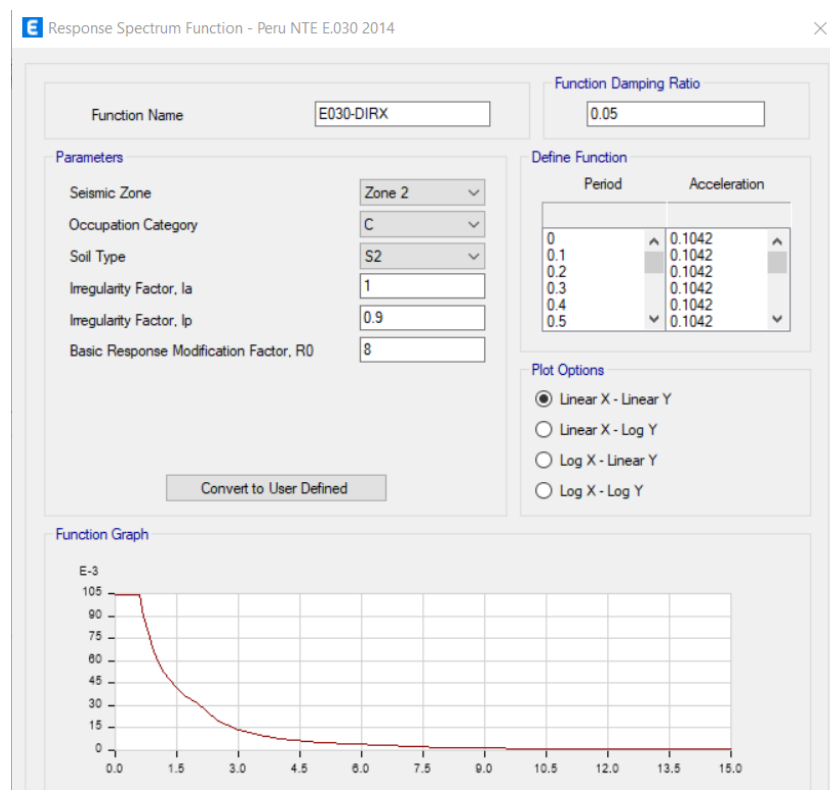 E Response Spectrum Function - Peru NTE E.030 2014
Function Name
E030-DIRX
Function Damping Ratio
0.05
Parameters
Seismic Zone
Zone 2
Occupation Category
C
Soil Type
S2
Irregularity Factor, Ia
1
Irregularity Factor, Ip
0.9
Basic Response Modification Factor, R0
8
Convert to User Defined
Define Function
Period Acceleration
0 0.1042
0.1 0.1042
0.2 0.1042
0.3 0.1042
0.4 0.1042
0.5 0.1042
Plot Options
Linear X - Linear Y
Linear X - Log Y
Log X - Linear Y
Log X - Log Y
Function Graph
E-3
105
90
75
60
45
30
15
0
0.0 1.5 3.0 4.5 6.0 7.5 9.0 10.5 12.0 13.5 15.0